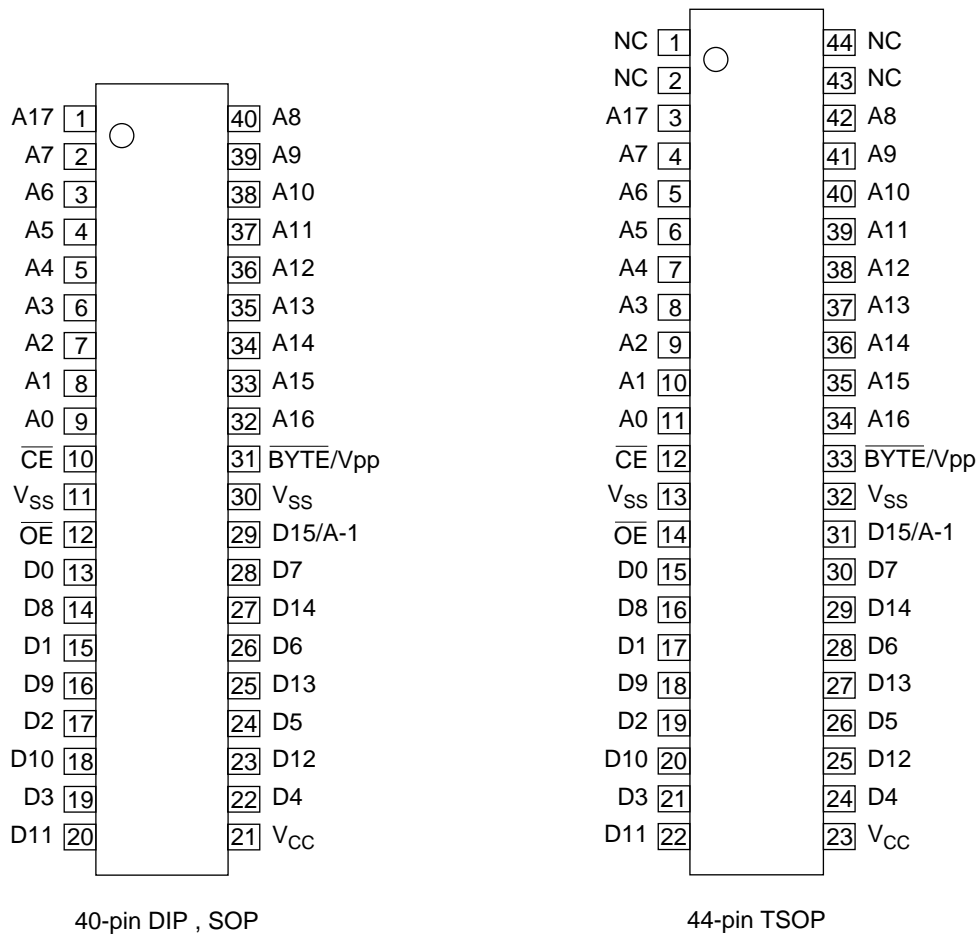 A17 1 40 A8
A7 2 39 A9
A6 3 38 A10
A5 4 37 A11
A4 5 36 A12
A3 6 35 A13
A2 7 34 A14
A1 8 33 A15
A0 9 32 A16
C̅E̅ 10 31 B̅Y̅T̅E̅/Vpp
VSS 11 30 VSS
O̅E̅ 12 29 D15/A-1
D0 13 28 D7
D8 14 27 D14
D1 15 26 D6
D9 16 25 D13
D2 17 24 D5
D10 18 23 D12
D3 19 22 D4
D11 20 21 VCC
40-pin DIP , SOP
NC 1 44 NC
NC 2 43 NC
A17 3 42 A8
A7 4 41 A9
A6 5 40 A10
A5 6 39 A11
A4 7 38 A12
A3 8 37 A13
A2 9 36 A14
A1 10 35 A15
A0 11 34 A16
C̅E̅ 12 33 B̅Y̅T̅E̅/Vpp
VSS 13 32 VSS
O̅E̅ 14 31 D15/A-1
D0 15 30 D7
D8 16 29 D14
D1 17 28 D6
D9 18 27 D13
D2 19 26 D5
D10 20 25 D12
D3 21 24 D4
D11 22 23 VCC
44-pin TSOP